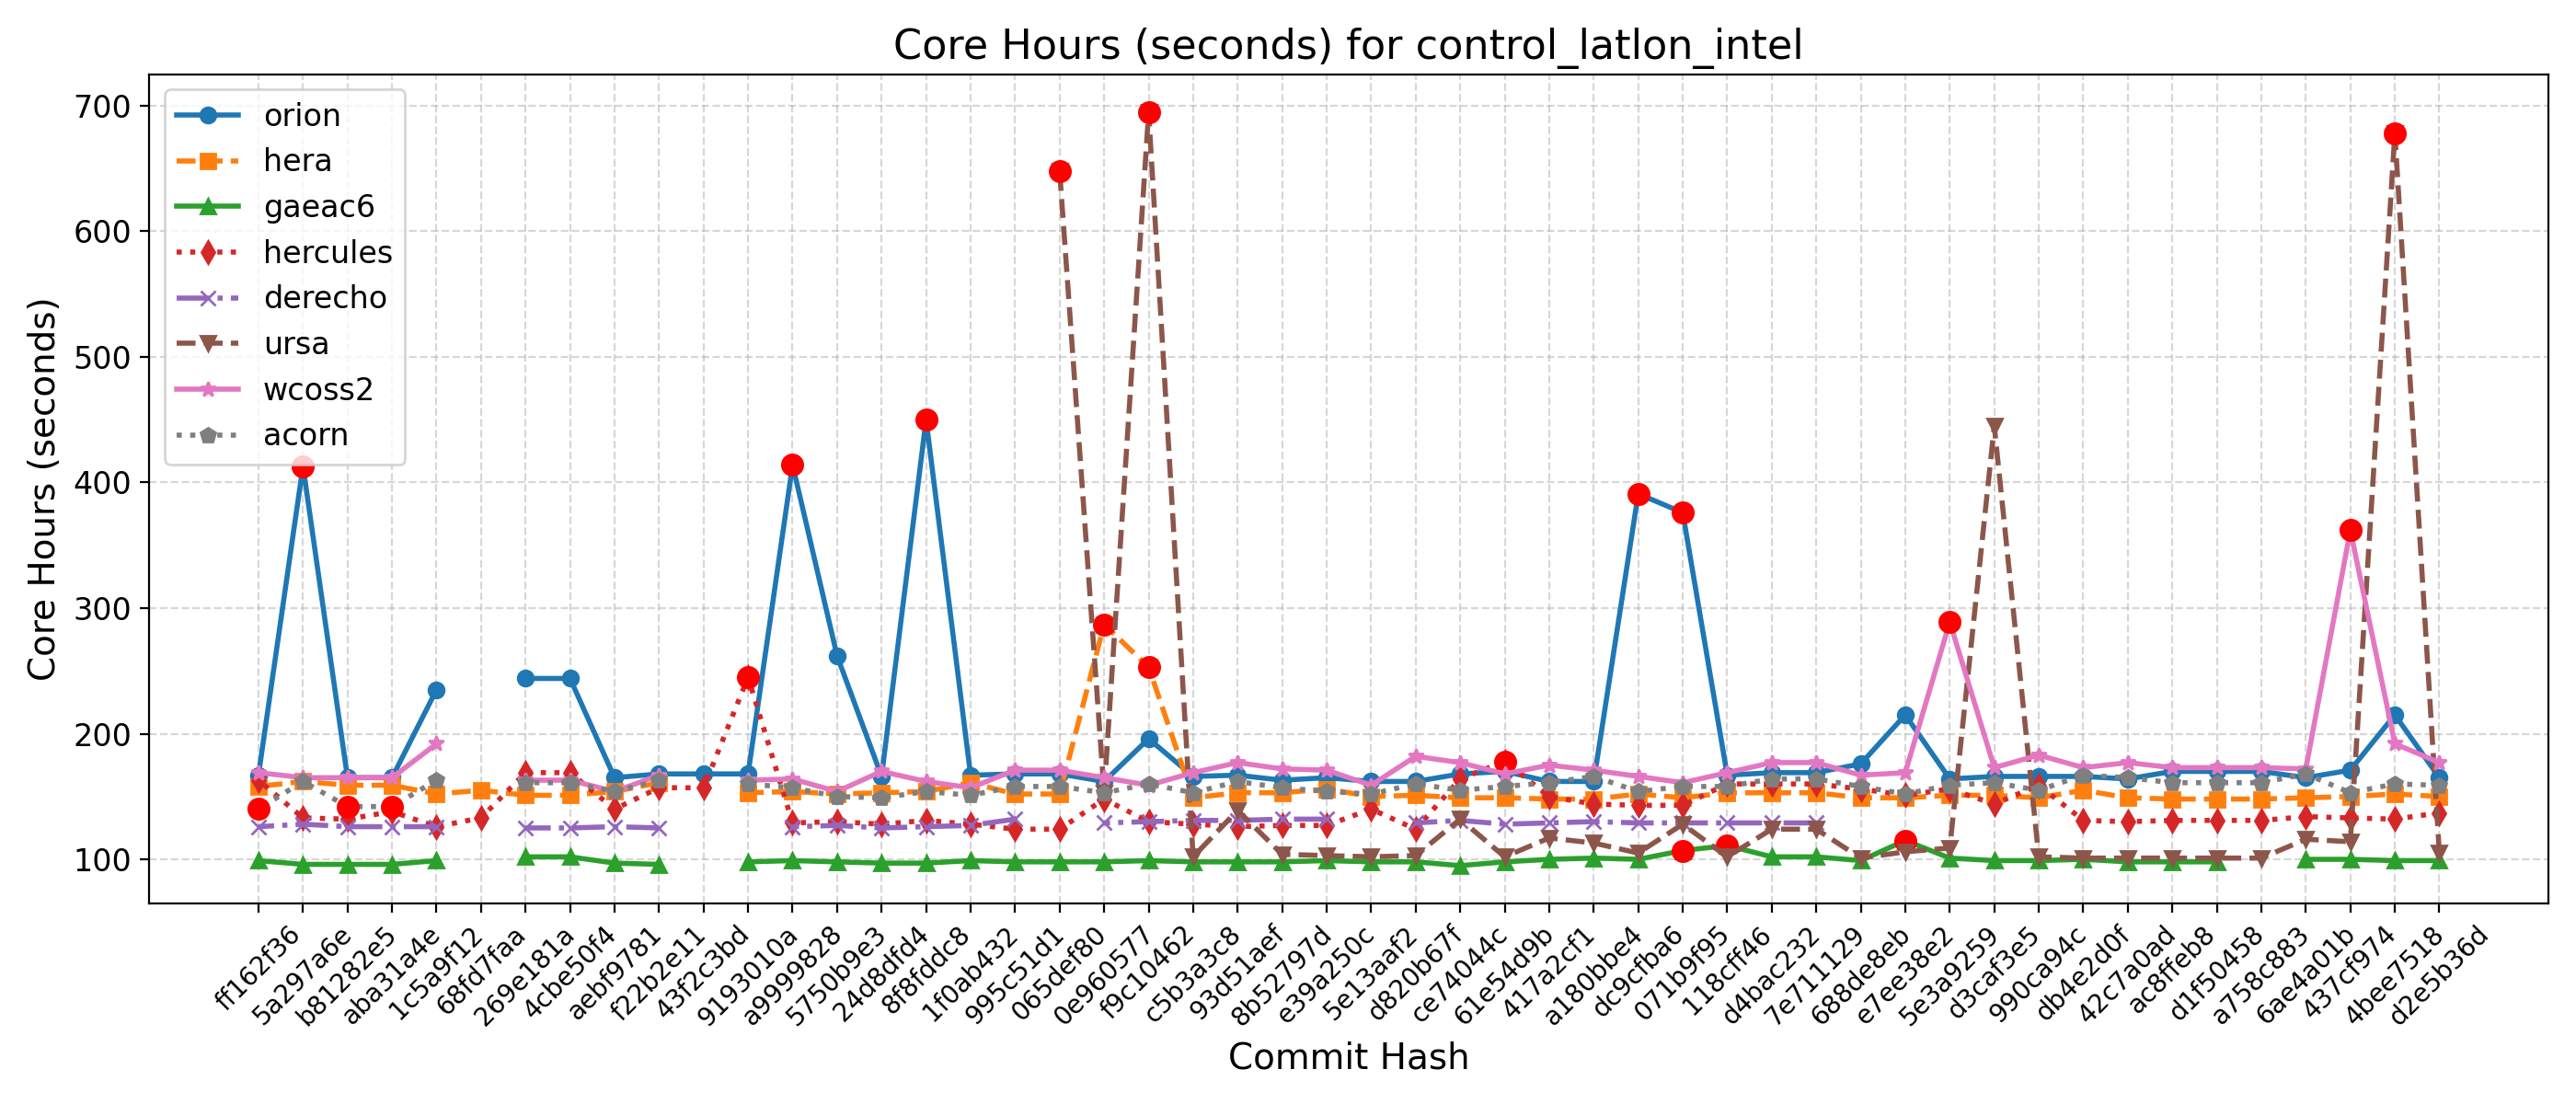 Core Hours (seconds) for control_latlon_intel
Core Hours (seconds)
700
600
500
400
300
200
100
orion
hera
gaeac6
hercules
derecho
ursa
wcoss2
acorn
ff162f36
5a297a6e
b81282e5
aba31a4e
1c5a9f12
68fd7faa
269e181a
4cbe50f4
aebf9781
f22b2e11
43f2c3bd
9193010a
a9999828
5750b9e3
24d8dfd4
8f8fddc8
1f0ab432
995c51d1
065def80
0e960577
f9c10462
c5b3a3c8
93d51aef
8b52797d
e39a250c
5e13aaf2
d820b67f
ce74044c
61e54d9b
417a2cf1
a180bbe4
dc9cfba6
071b9f95
118cff46
d4bac232
7e711129
688de8eb
e7ee38e2
5e3a9259
d3caf3e5
990ca94c
db4e2d0f
42c7a0ad
ac8ffeb8
d1f50458
a758c883
6ae4a01b
437cf974
4bee7518
d2e5b36d
Commit Hash